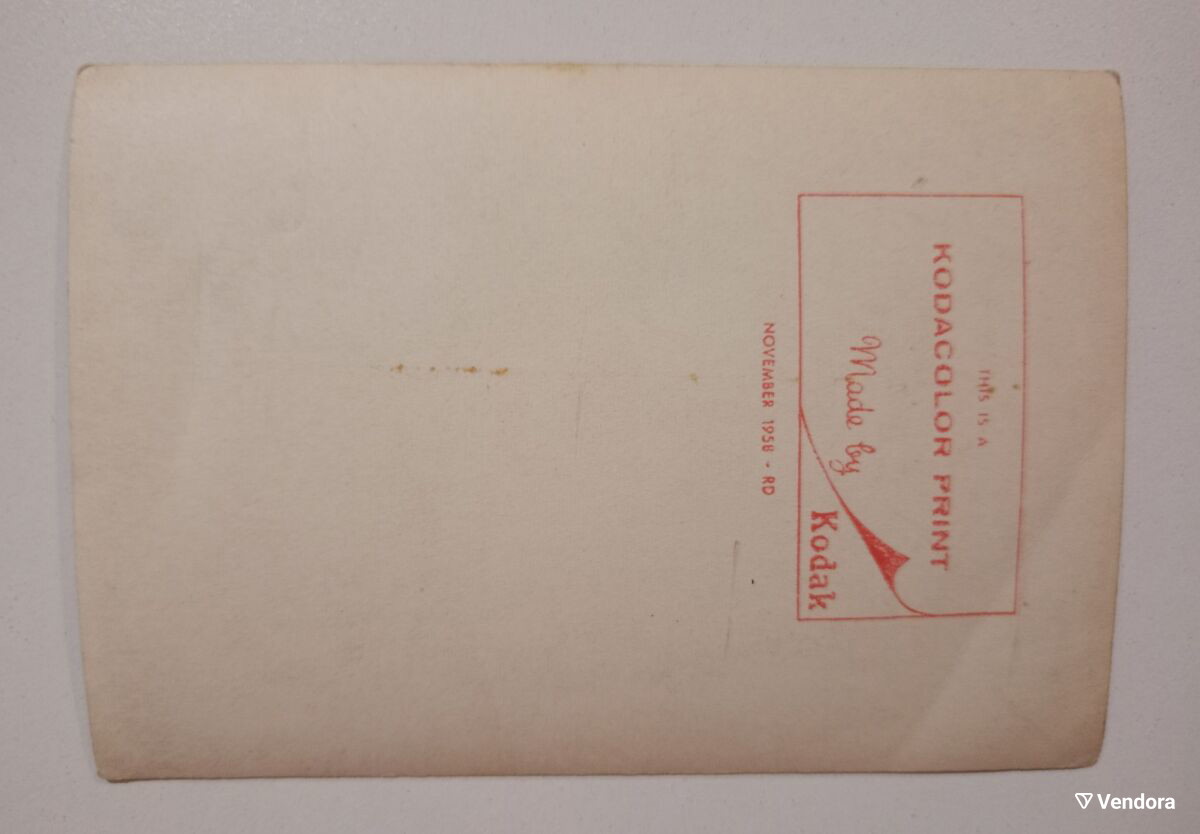 THIS IS A
KODACOLOR PRINT
Made by
Kodak
NOVEMBER 1958 - RD
Vendora